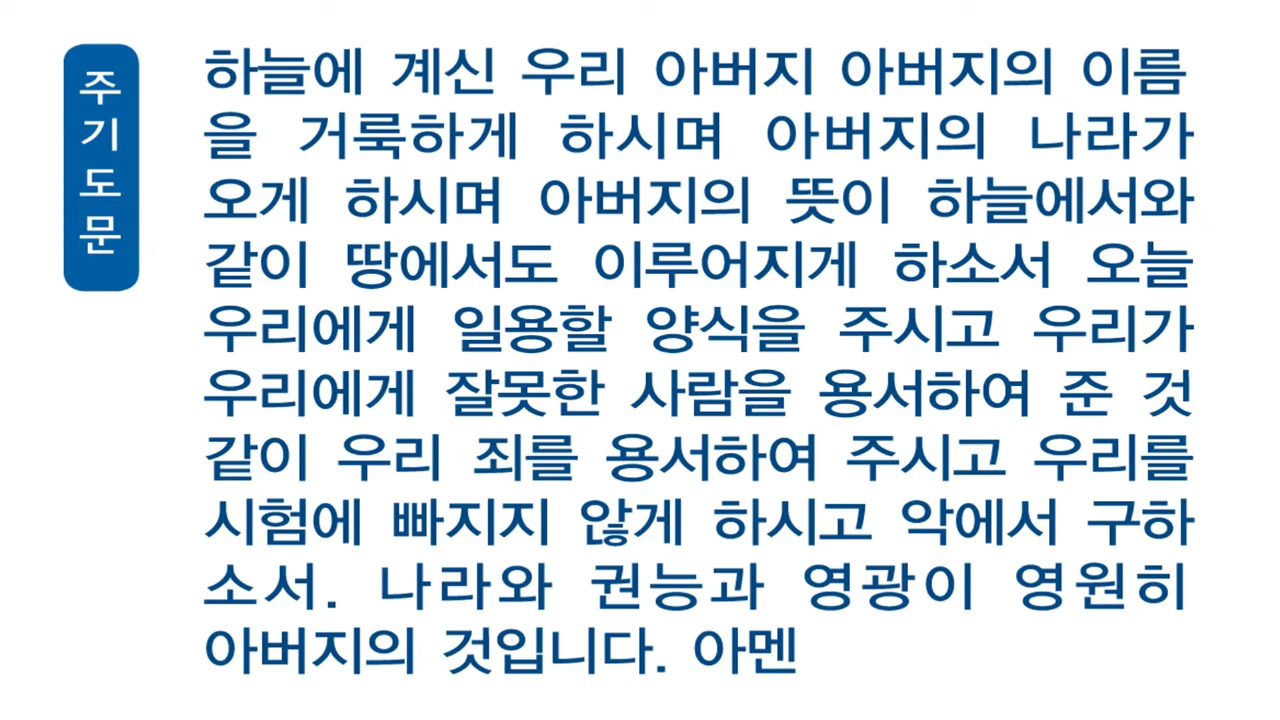 주기도문
하늘에 계신 우리 아버지 아버지의 이름
을 거룩하게 하시며 아버지의 나라가
오게 하시며 아버지의 뜻이 하늘에서와
같이 땅에서도 이루어지게 하소서 오늘
우리에게 일용할 양식을 주시고 우리가
우리에게 잘못한 사람을 용서하여 준 것
같이 우리 죄를 용서하여 주시고 우리를
시험에 빠지지 않게 하시고 악에서 구하
소서. 나라와 권능과 영광이 영원히
아버지의 것입니다. 아멘